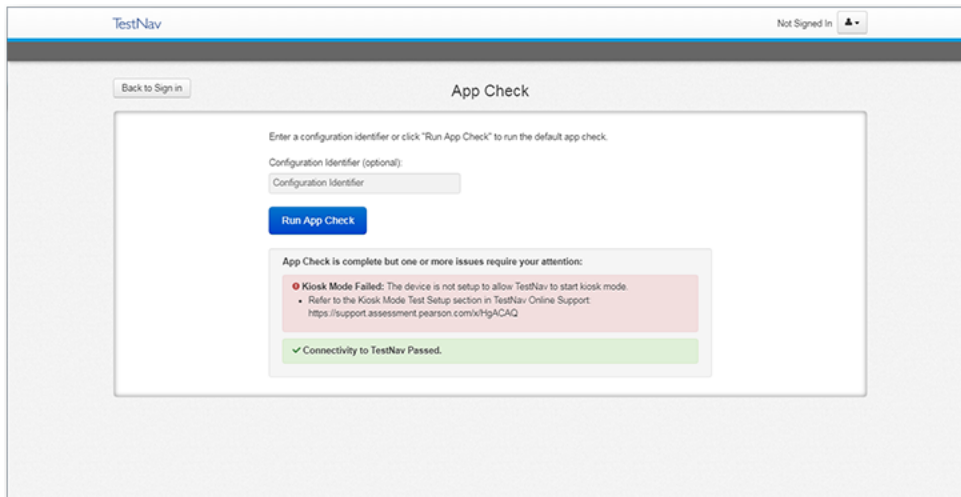 TestNav
Not Signed In
Back to Sign in
App Check
Enter a configuration identifier or click "Run App Check" to run the default app check.
Configuration Identifier (optional):
Configuration Identifier
Run App Check
App Check is complete but one or more issues require your attention:
Kiosk Mode Failed: The device is not setup to allow TestNav to start kiosk mode.
• Refer to the Kiosk Mode Test Setup section in TestNav Online Support:
https://support.assessment.pearson.com/x/HgACAQ
Connectivity to TestNav Passed.